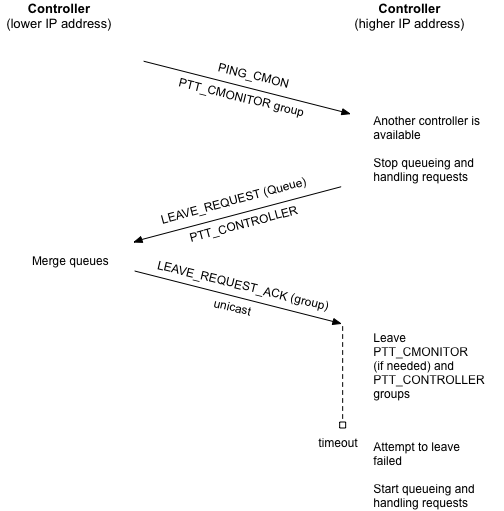 Controller
(lower IP address)
Controller
(higher IP address)
PING_CMON
PTT_CMONITOR group
Another controller is
available
Stop queueing and
handling requests
LEAVE_REQUEST (Queue)
PTT_CONTROLLER
Merge queues
LEAVE_REQUEST_ACK (group)
unicast
Leave
PTT_CMONITOR
(if needed) and
PTT_CONTROLLER
groups
timeout
Attempt to leave
failed
Start queueing and
handling requests